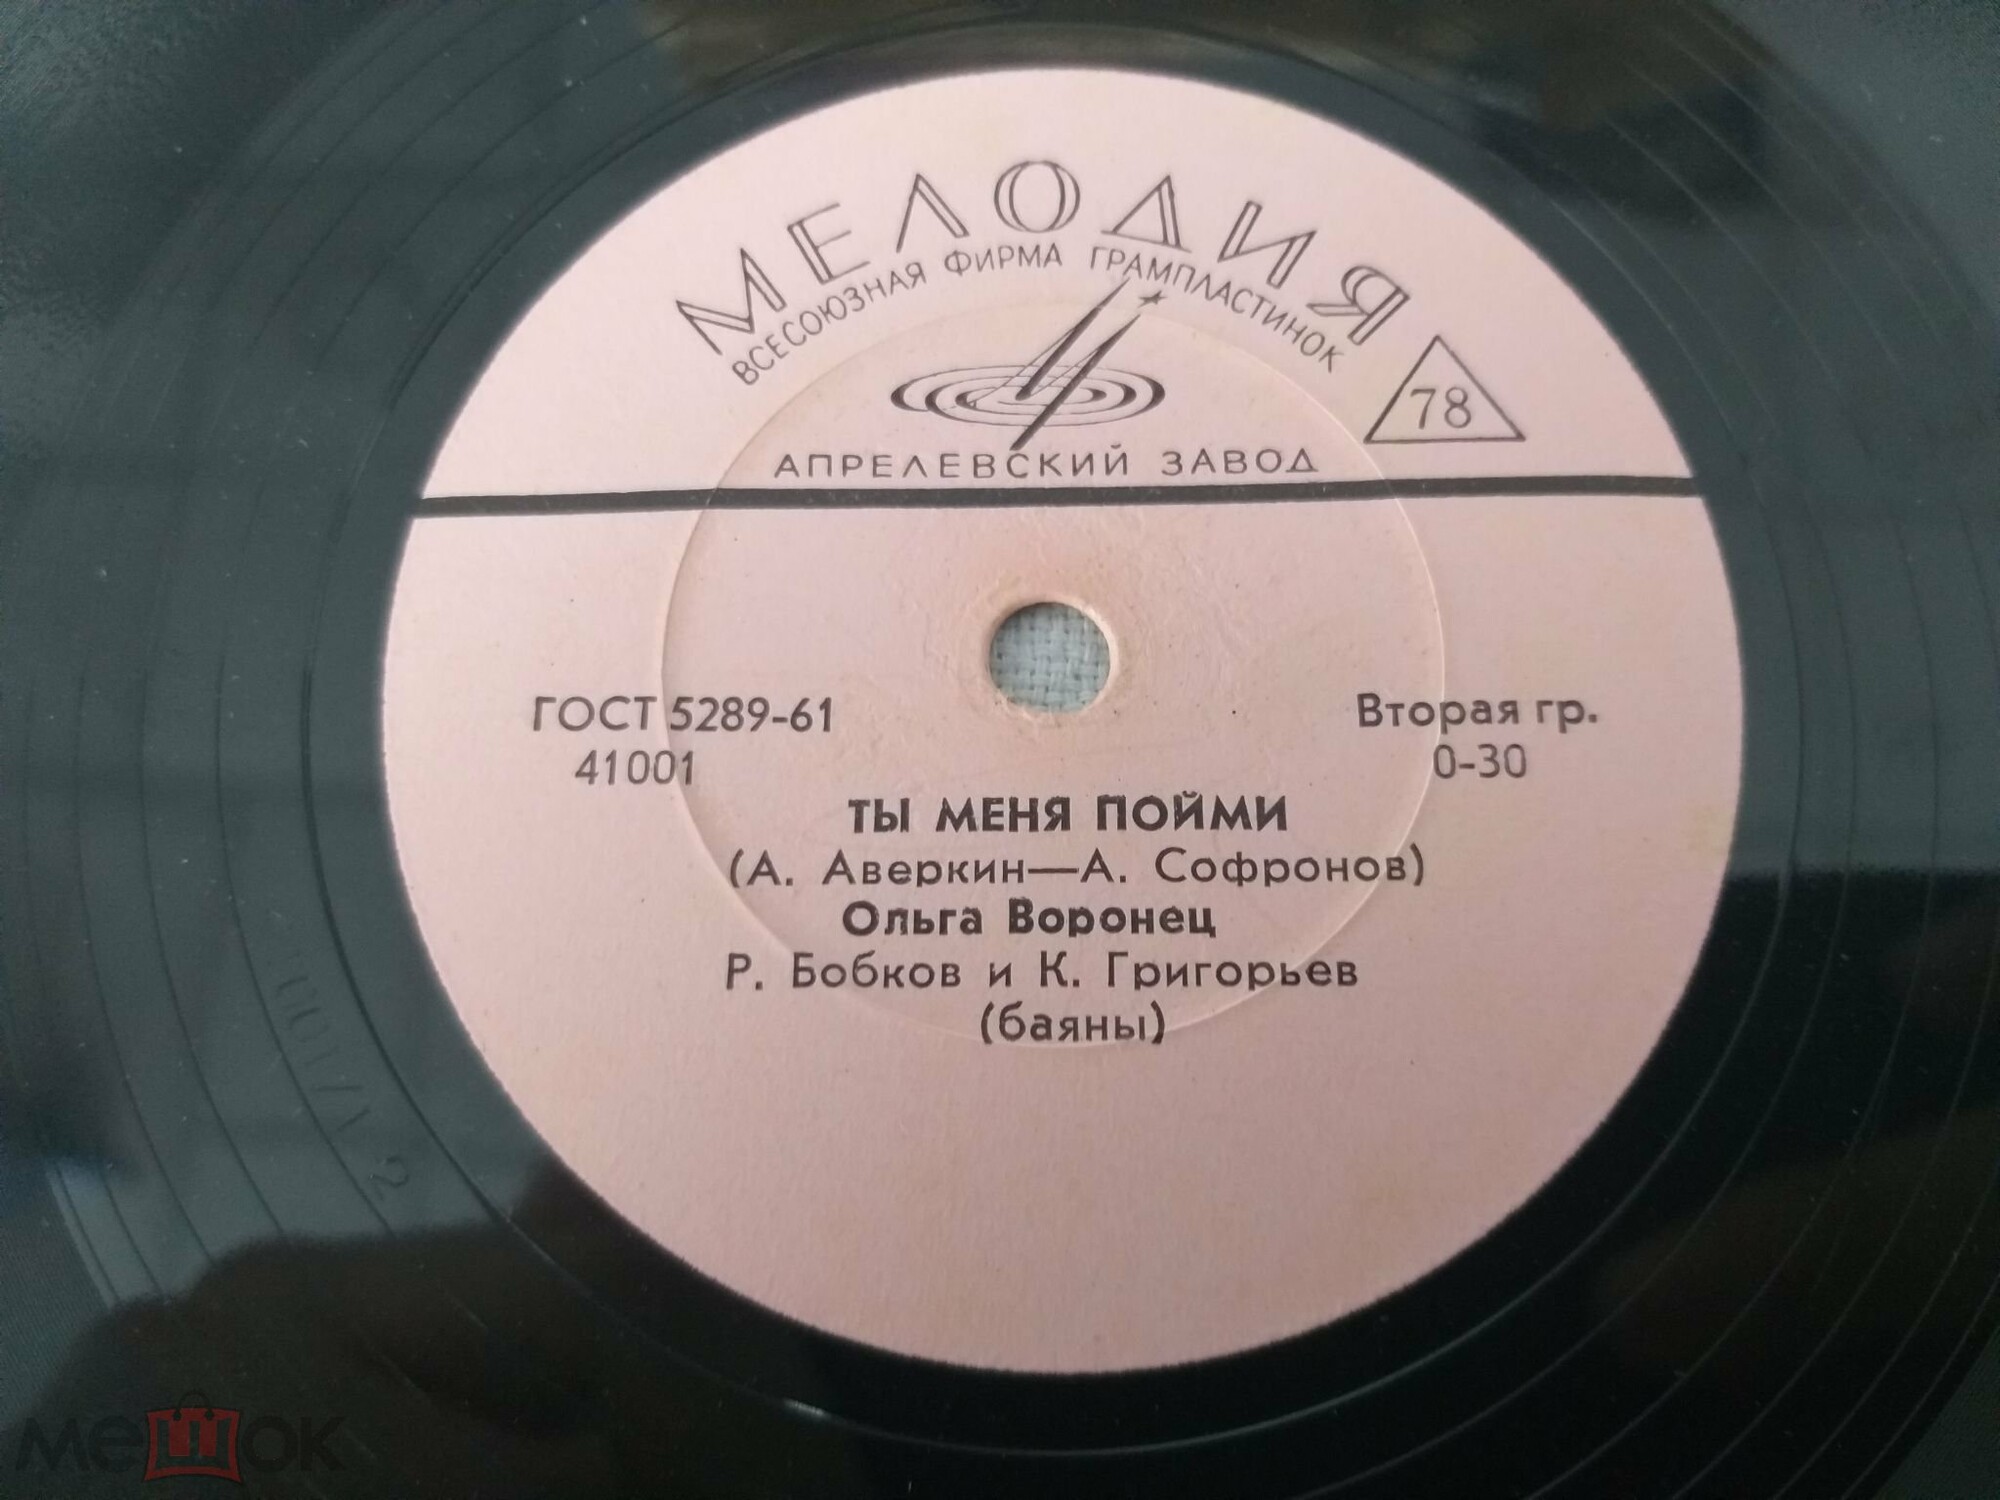 МЕЛОДИЯ
ВСЕСОЮЗНАЯ ФИРМА ГРАМПЛАСТИНОК
78
АПРЕЛЕВСКИЙ ЗАВОД
ГОСТ 5289-61
Вторая гр.
41001
0-30
ТЫ МЕНЯ ПОЙМИ
(А. Аверкин—А. Софронов)
Ольга Воронец
Р. Бобков и К. Григорьев
(баяны)
мешок